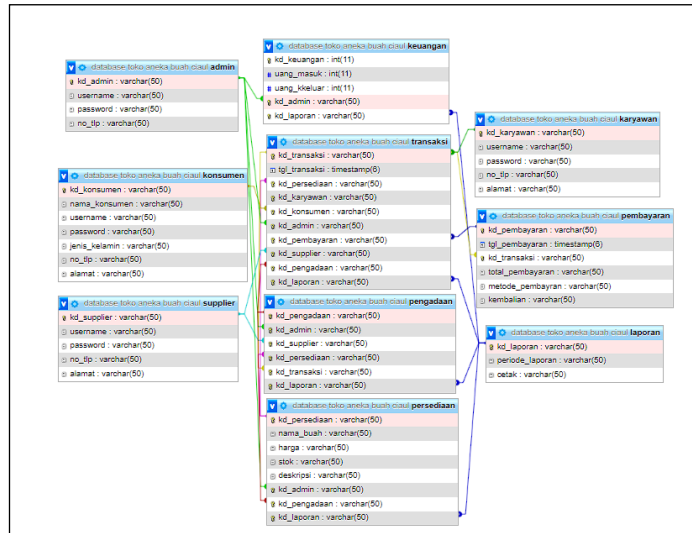 database toko aneka buah ciaul admin
kd_admin : varchar(50)
username : varchar(50)
password : varchar(50)
no_tlp : varchar(50)
database toko aneka buah ciaul konsumen
kd_konsumen : varchar(50)
nama_konsumen : varchar(50)
username : varchar(50)
password : varchar(50)
jenis_kelamin : varchar(50)
no_tlp : varchar(50)
alamat : varchar(50)
database toko aneka buah ciaul supplier
kd_supplier : varchar(50)
username : varchar(50)
password : varchar(50)
no_tlp : varchar(50)
alamat : varchar(50)
database toko aneka buah ciaul keuangan
kd_keuangan : int(11)
uang_masuk : int(11)
uang_kkeluar : int(11)
kd_admin : varchar(50)
kd_laporan : varchar(50)
database toko aneka buah ciaul transaksi
kd_transaksi : varchar(50)
tgl_transaksi : timestamp(6)
kd_persediaan : varchar(50)
kd_karyawan : varchar(50)
kd_konsumen : varchar(50)
kd_admin : varchar(50)
kd_pembayaran : varchar(50)
kd_supplier : varchar(50)
kd_pengadaan : varchar(50)
kd_laporan : varchar(50)
database toko aneka buah ciaul pengadaan
kd_pengadaan : varchar(50)
kd_admin : varchar(50)
kd_supplier : varchar(50)
kd_persediaan : varchar(50)
kd_transaksi : varchar(50)
kd_laporan : varchar(50)
database toko aneka buah ciaul persediaan
kd_persediaan : varchar(50)
nama_buah : varchar(50)
harga : varchar(50)
stok : varchar(50)
deskripsi : varchar(50)
kd_admin : varchar(50)
kd_pengadaan : varchar(50)
kd_laporan : varchar(50)
database toko aneka buah ciaul karyawan
kd_karyawan : varchar(50)
username : varchar(50)
password : varchar(50)
no_tlp : varchar(50)
alamat : varchar(50)
database toko aneka buah ciaul pembayaran
kd_pembayaran : varchar(50)
tgl_pembayaran : timestamp(6)
kd_transaksi : varchar(50)
total_pembayaran : varchar(50)
metode_pembayran : varchar(50)
kembalian : varchar(50)
database toko aneka buah ciaul laporan
kd_laporan : varchar(50)
periode_laporan : varchar(50)
cetak : varchar(50)